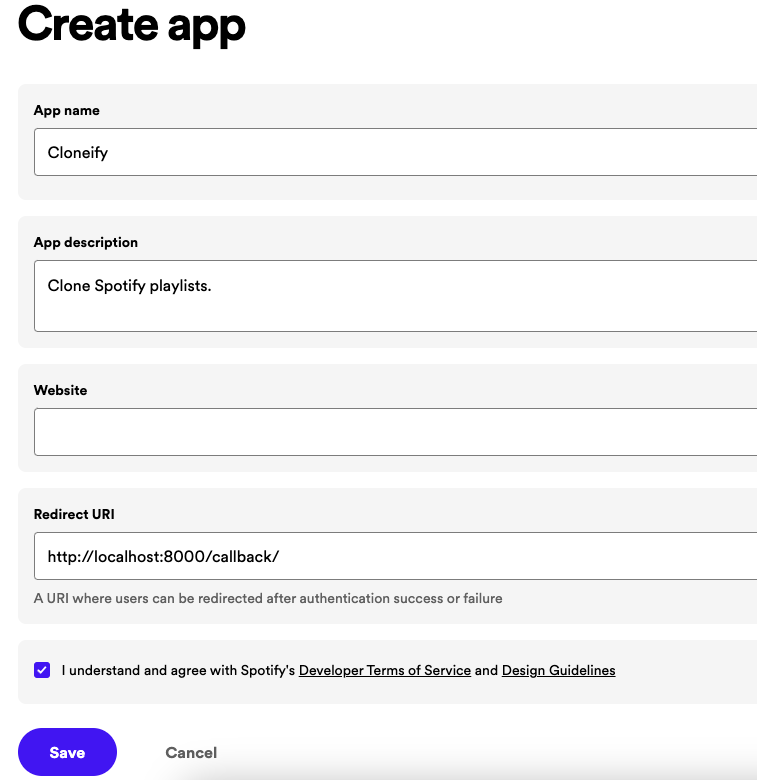 Create app
App name
Cloneify
App description
Clone Spotify playlists.
Website
Redirect URI
http://localhost:8000/callback/
A URI where users can be redirected after authentication success or failure
I understand and agree with Spotify's Developer Terms of Service and Design Guidelines
Save Cancel